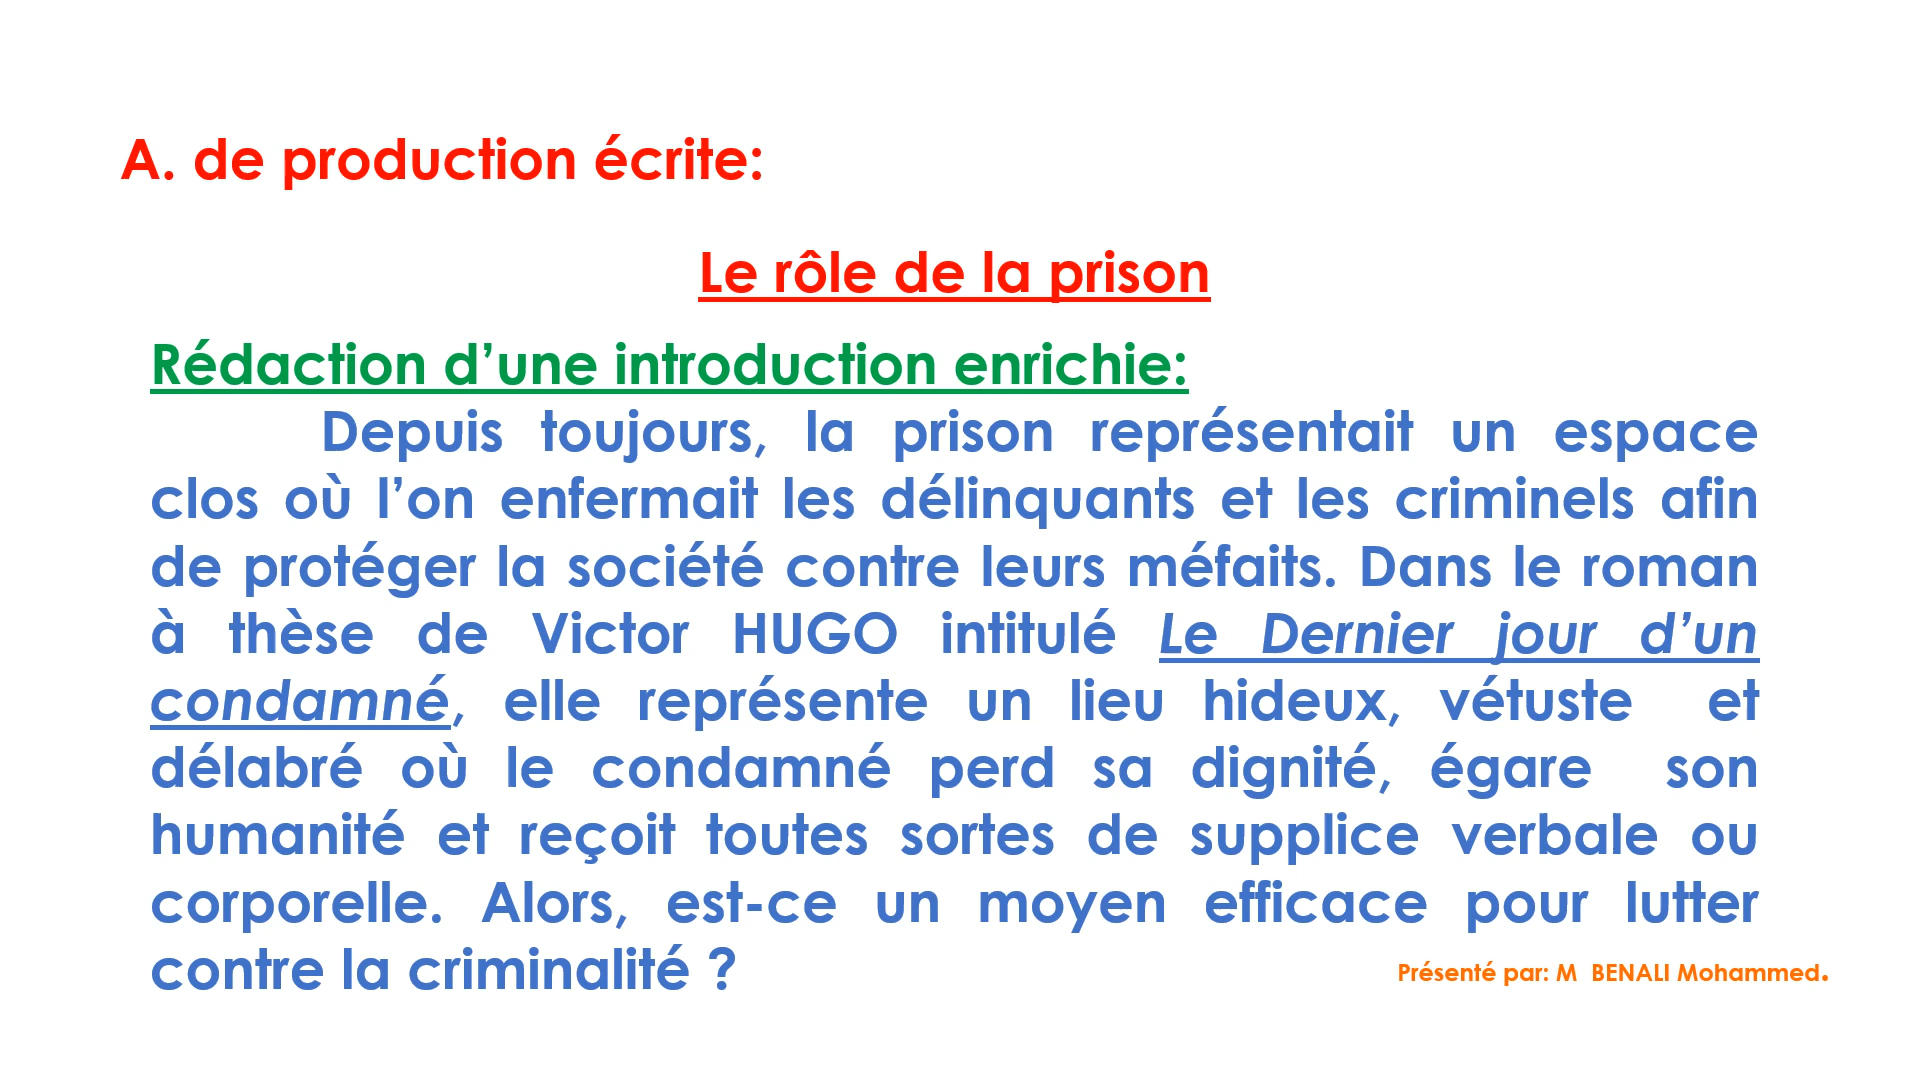 A. de production écrite:
Le rôle de la prison
Rédaction d’une introduction enrichie:
Depuis toujours, la prison représentait un espace
clos où l’on enfermait les délinquants et les criminels afin
de protéger la société contre leurs méfaits. Dans le roman
à thèse de Victor HUGO intitulé Le Dernier jour d’un
condamné, elle représente un lieu hideux, vétuste et
délabré où le condamné perd sa dignité, égare son
humanité et reçoit toutes sortes de supplice verbale ou
corporelle. Alors, est-ce un moyen efficace pour lutter
contre la criminalité ?
Présenté par: M BENALI Mohammed.